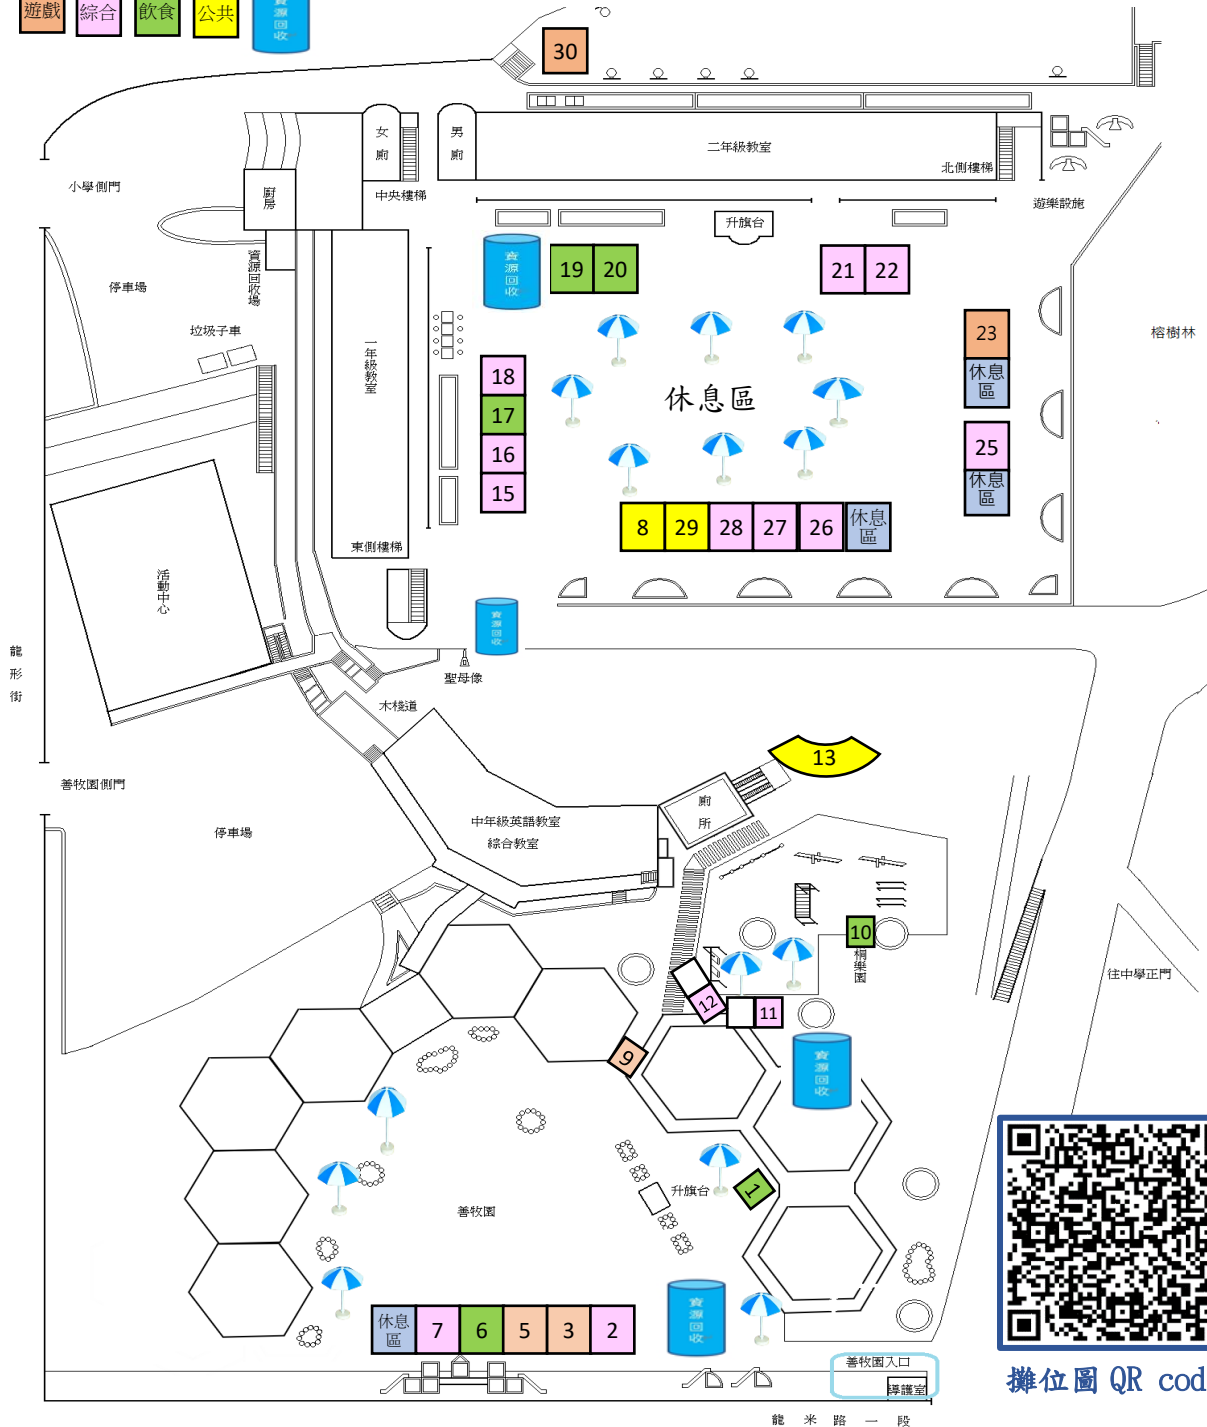 遊戲 綜合 飲食 公共 資源回收
30
女廁 男廁 二年級教室
小學側門 廚房 中央樓梯 北側樓梯
遊樂設施
升旗台
資源回收場 資源回收 19 20 21 22
停車場
垃圾子車 23 榕樹林
一年級教室 18 休息區 休息區
17
16 25
15 休息區
8 29 28 27 26 休息區
東側樓梯
活動中心
資源回收
龍形街 聖母像
木棧道
13
善牧園側門
廁所
停車場 中年級英語教室
綜合教室
10
桐樂園 往中學正門
12 11
9 資源回收
1
善牧園 升旗台
休息區 7 6 5 3 2 資源回收
善牧園入口
導護室
攤位圖 QR cod
龍米路一段